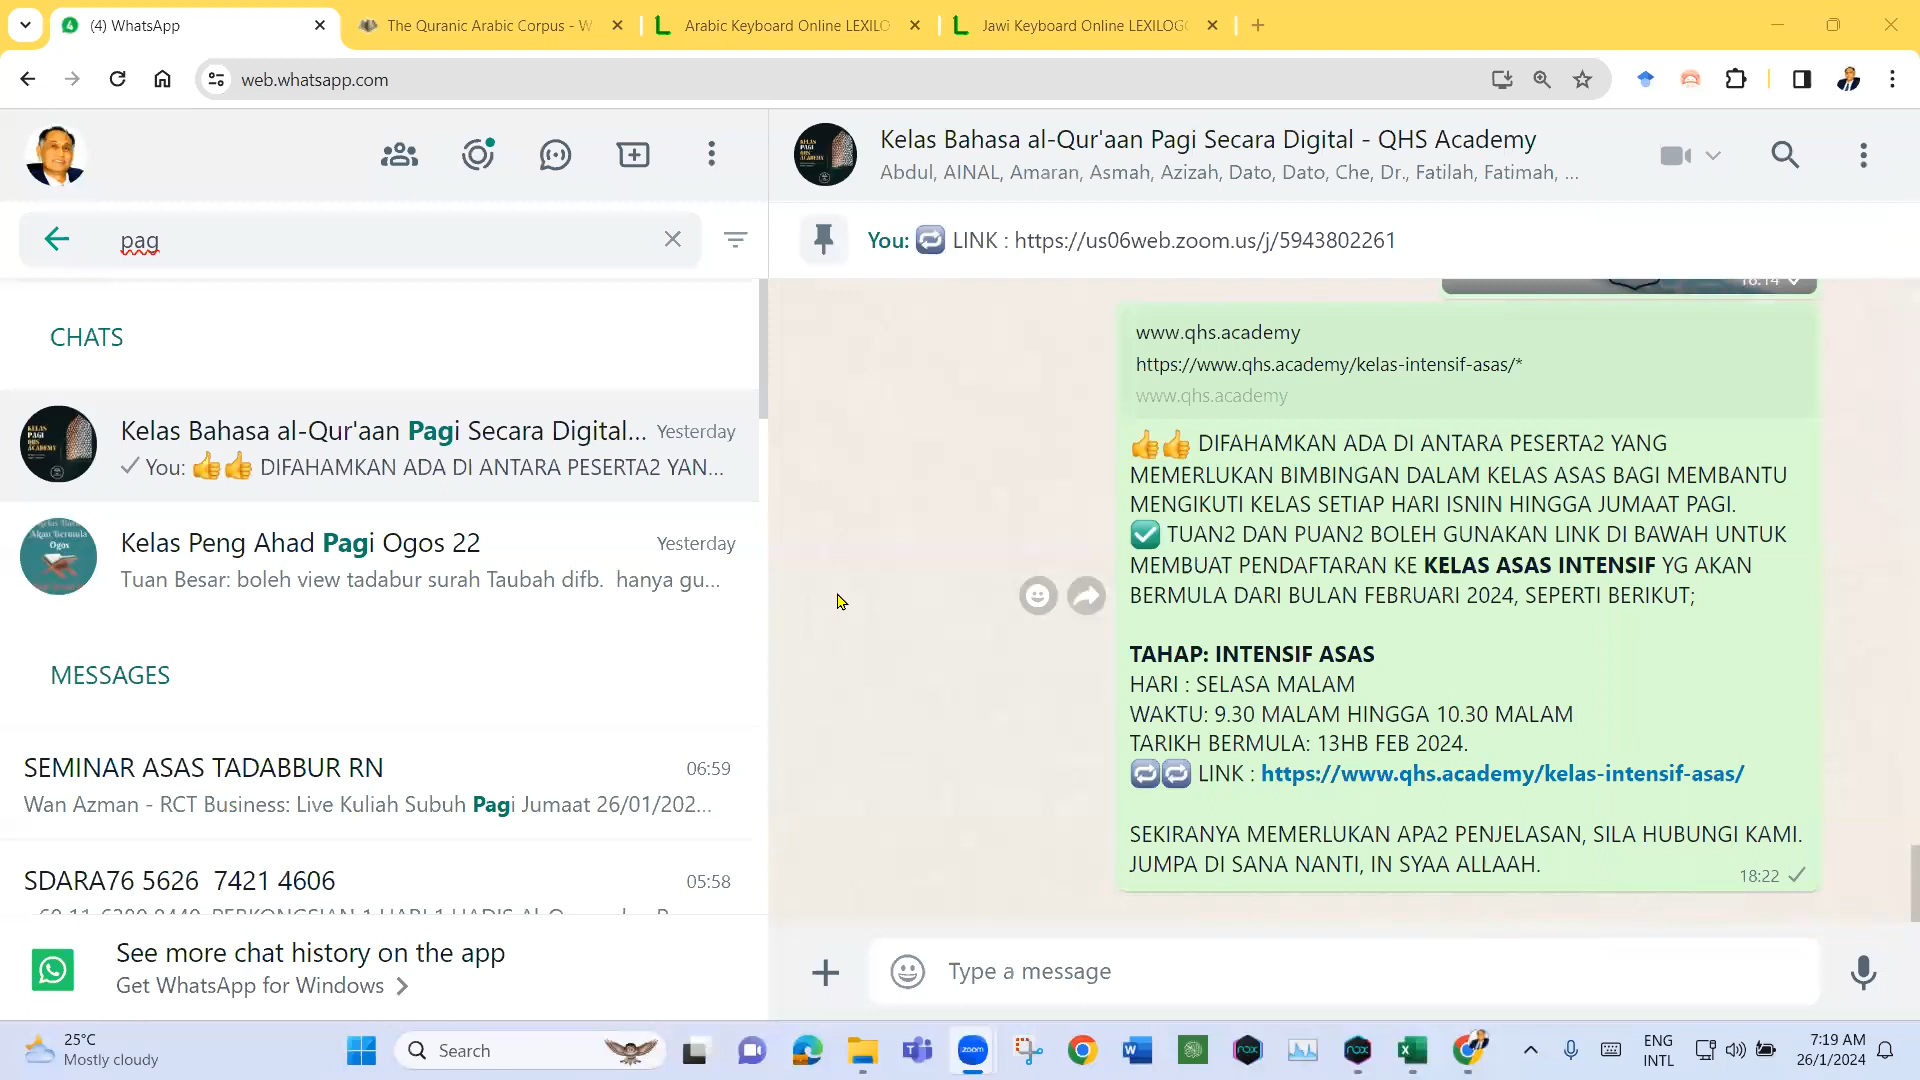 (4) WhatsApp
The Quranic Arabic Corpus - W
Arabic Keyboard Online LEXILO
Jawi Keyboard Online LEXILOG
web.whatsapp.com
Kelas Bahasa al-Qur'aan Pagi Secara Digital - QHS Academy
Abdul, AINAL, Amaran, Asmah, Azizah, Dato, Dato, Che, Dr., Fatilah, Fatimah, ...
pag
You: 🔁 LINK : https://us06web.zoom.us/j/5943802261
CHATS
Kelas Bahasa al-Qur'aan Pagi Secara Digital... Yesterday
You: 👍👍 DIFAHAMKAN ADA DI ANTARA PESERTA2 YAN...
Kelas Peng Ahad Pagi Ogos 22 Yesterday
Tuan Besar: boleh view tadabur surah Taubah difb. hanya gu...
MESSAGES
SEMINAR ASAS TADABBUR RN 06:59
Wan Azman - RCT Business: Live Kuliah Subuh Pagi Jumaat 26/01/202...
SDARA76 5626 7421 4606 05:58
See more chat history on the app
Get WhatsApp for Windows
16:14
www.qhs.academy
https://www.qhs.academy/kelas-intensif-asas/*
www.qhs.academy
👍👍 DIFAHAMKAN ADA DI ANTARA PESERTA2 YANG
MEMERLUKAN BIMBINGAN DALAM KELAS ASAS BAGI MEMBANTU
MENGIKUTI KELAS SETIAP HARI ISNIN HINGGA JUMAAT PAGI.
✅ TUAN2 DAN PUAN2 BOLEH GUNAKAN LINK DI BAWAH UNTUK
MEMBUAT PENDAFTARAN KE KELAS ASAS INTENSIF YG AKAN
BERMULA DARI BULAN FEBRUARI 2024, SEPERTI BERIKUT;
TAHAP: INTENSIF ASAS
HARI : SELASA MALAM
WAKTU: 9.30 MALAM HINGGA 10.30 MALAM
TARIKH BERMULA: 13HB FEB 2024.
🔁🔁 LINK : https://www.qhs.academy/kelas-intensif-asas/
SEKIRANYA MEMERLUKAN APA2 PENJELASAN, SILA HUBUNGI KAMI.
JUMPA DI SANA NANTI, IN SYAA ALLAAH.
18:22
Type a message
25°C
Mostly cloudy
Search
zoom
ENG
INTL
7:19 AM
26/1/2024